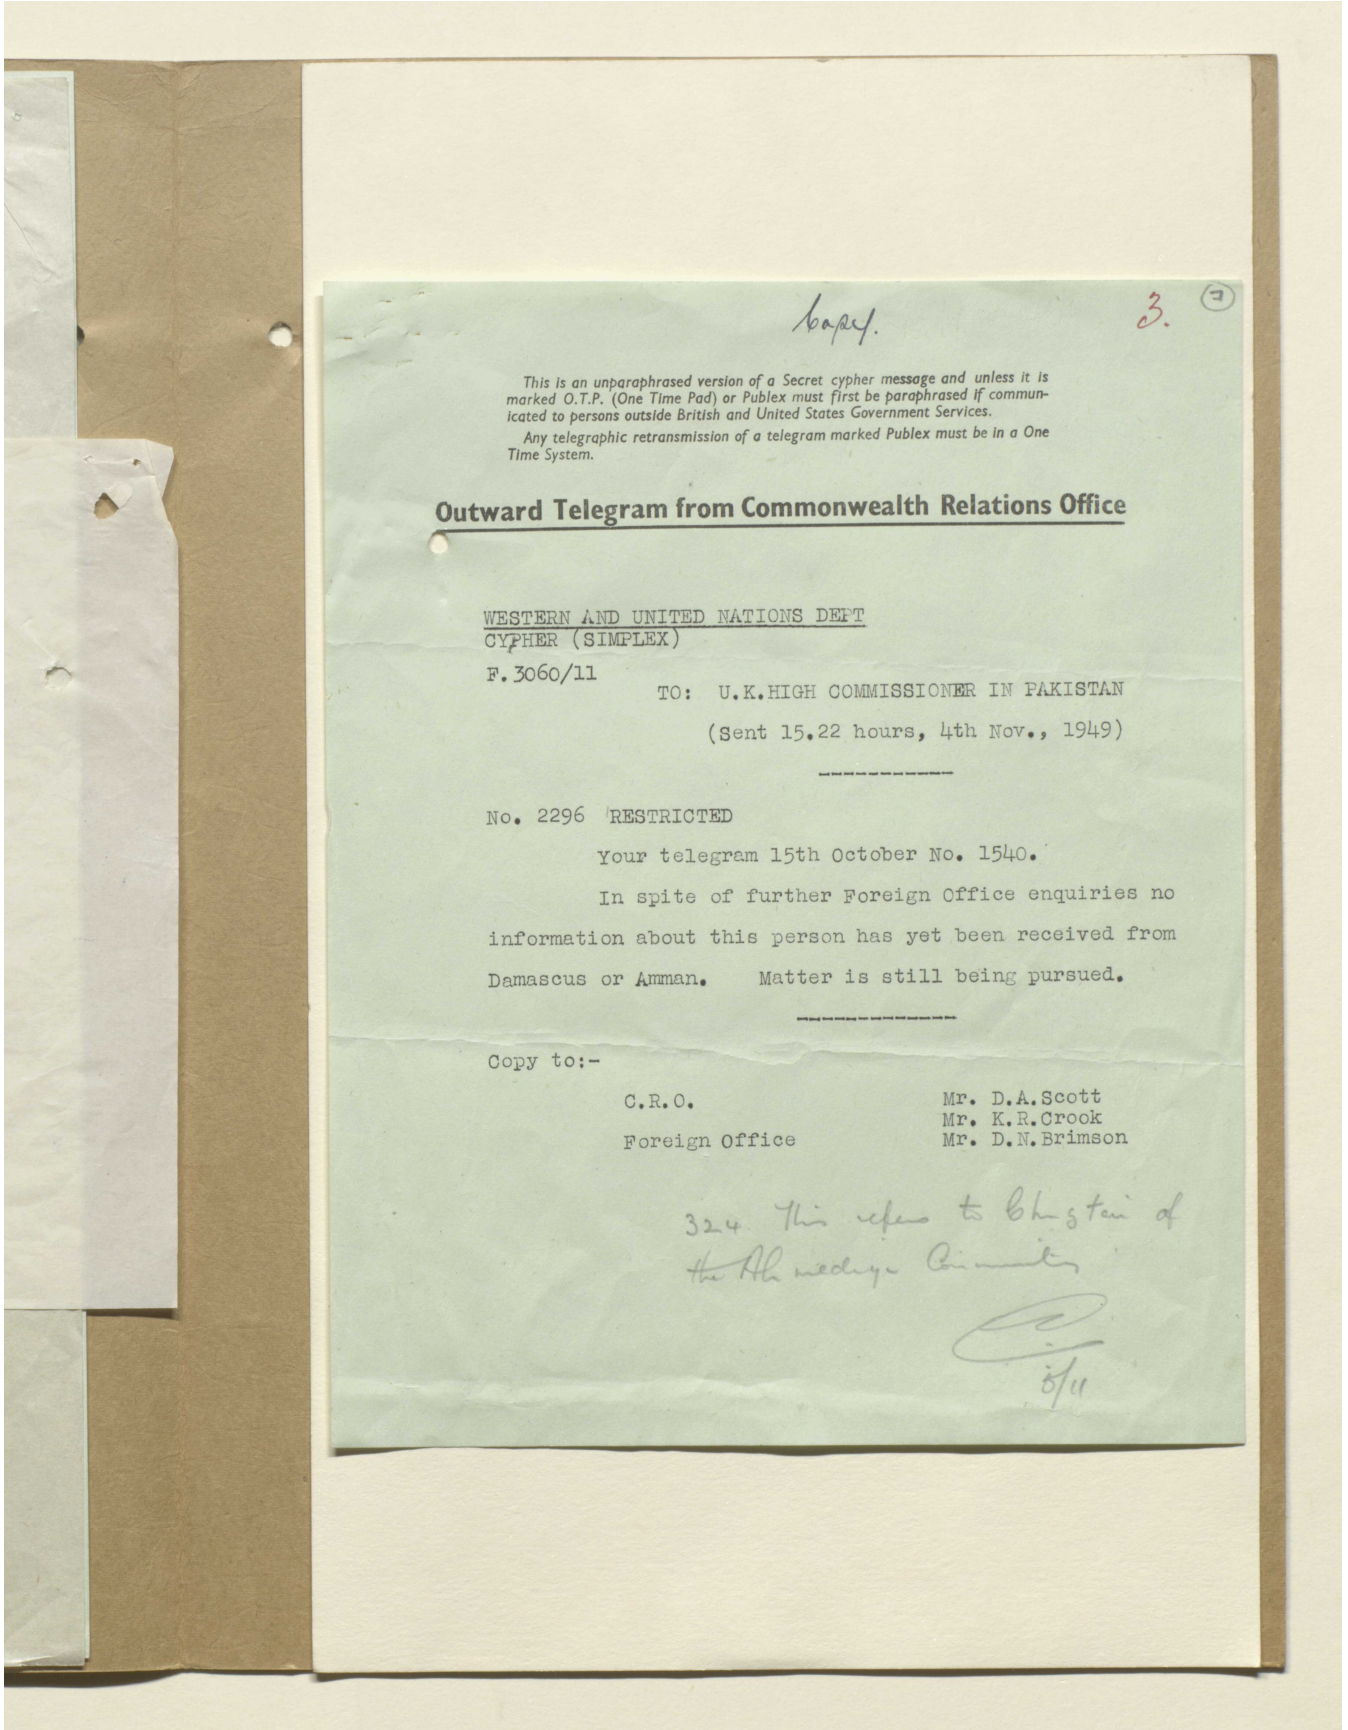 Copy.
3.
7
This is an unparaphrased version of a Secret cypher message and unless it is
marked O.T.P. (One Time Pad) or Publex must first be paraphrased if commun-
icated to persons outside British and United States Government Services.
Any telegraphic retransmission of a telegram marked Publex must be in a One
Time System.
Outward Telegram from Commonwealth Relations Office
WESTERN AND UNITED NATIONS DEPT
CYPHER (SIMPLEX)
F.3060/11
TO: U.K.HIGH COMMISSIONER IN PAKISTAN
(Sent 15.22 hours, 4th Nov., 1949)
------------
No. 2296 RESTRICTED
Your telegram 15th October No. 1540.
In spite of further Foreign Office enquiries no
information about this person has yet been received from
Damascus or Amman. Matter is still being pursued.
--------------
Copy to:-
C.R.O. Mr. D.A.Scott
Mr. K.R.Crook
Foreign Office Mr. D.N.Brimson
324 This refers to Chugtai of
the Ahmediya Community
5/11